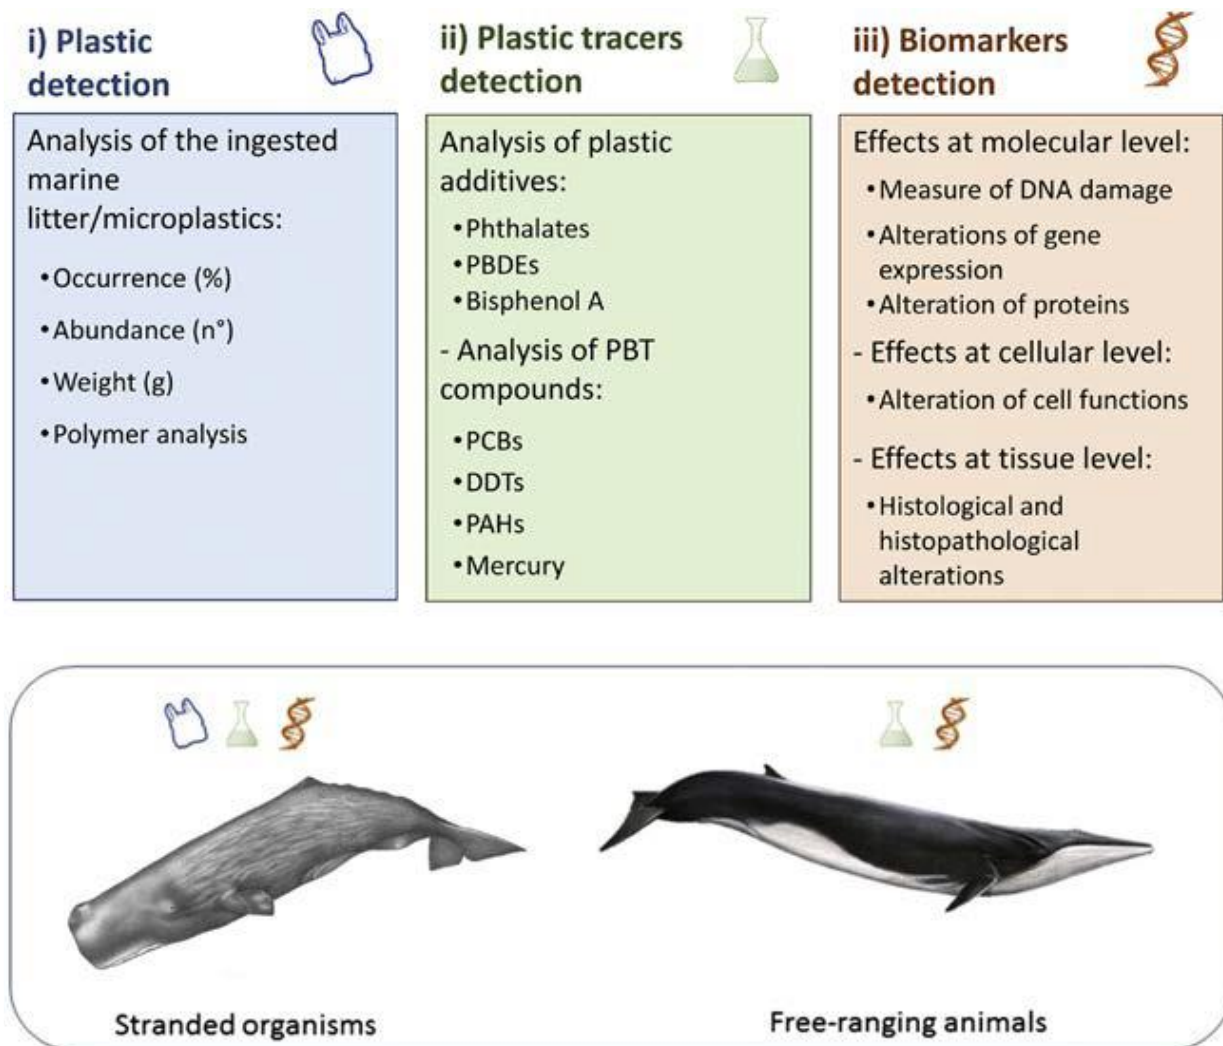 i) Plastic
detection
Analysis of the ingested
marine
litter/microplastics:
•Occurrence (%)
•Abundance (n°)
•Weight (g)
•Polymer analysis
ii) Plastic tracers
detection
Analysis of plastic
additives:
•Phthalates
•PBDEs
•Bisphenol A
- Analysis of PBT
compounds:
•PCBs
•DDTs
•PAHs
•Mercury
iii) Biomarkers
detection
Effects at molecular level:
•Measure of DNA damage
•Alterations of gene
expression
•Alteration of proteins
- Effects at cellular level:
•Alteration of cell functions
- Effects at tissue level:
•Histological and
histopathological
alterations
Stranded organisms
Free-ranging animals